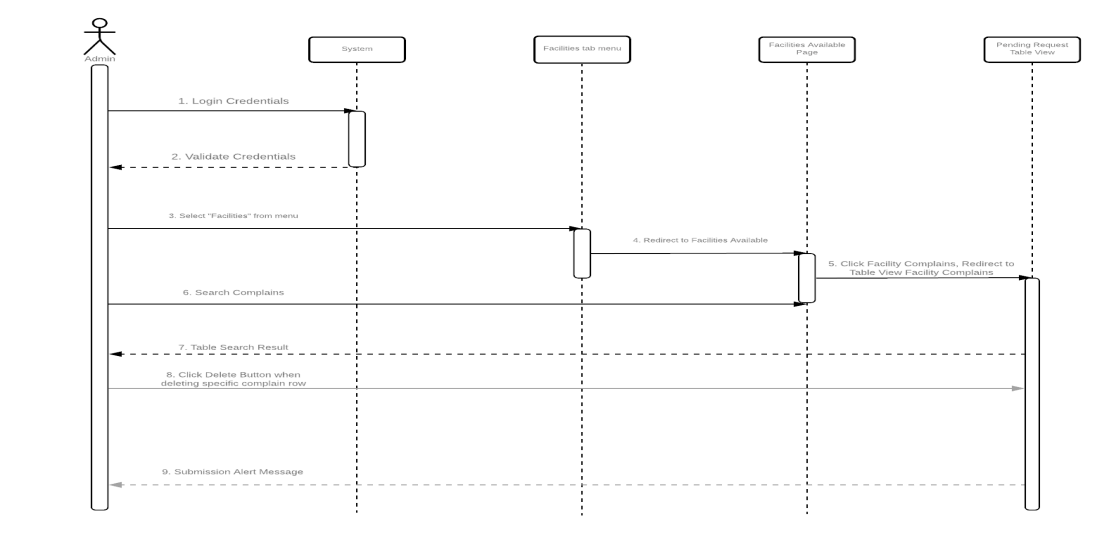 Admin
System
Facilities tab menu
Facilities Available
Page
Pending Request
Table View
1. Login Credentials
2. Validate Credentials
3. Select "Facilities" from menu
4. Redirect to Facilities Available
5. Click Facility Complains, Redirect to
Table View Facility Complains
6. Search Complains
7. Table Search Result
8. Click Delete Button when
deleting specific complain row
9. Submission Alert Message